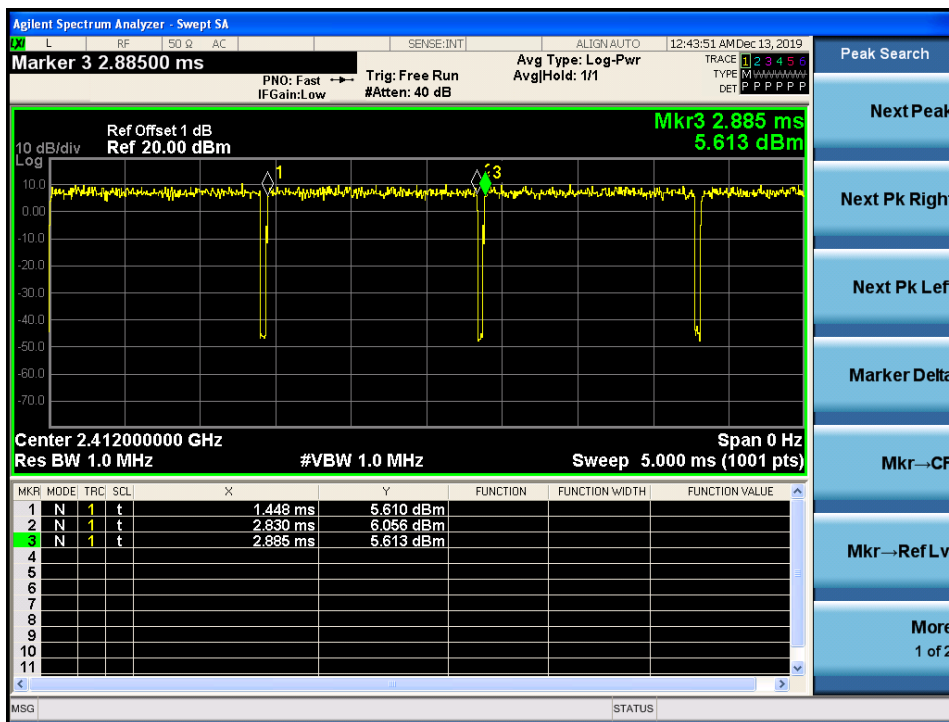 Agilent Spectrum Analyzer - Swept SA
LXI L RF 50 Ω AC SENSE:INT ALIGN AUTO 12:43:51 AM Dec 13, 2019
Marker 3 2.88500 ms
PNO: Fast
IFGain:Low
Trig: Free Run
#Atten: 40 dB
Avg Type: Log-Pwr
Avg|Hold: 1/1
TRACE 1 2 3 4 5 6
TYPE M W W W W W
DET P P P P P P
Ref Offset 1 dB
10 dB/div Ref 20.00 dBm
Log
Mkr3 2.885 ms
5.613 dBm
1
3
10.0
0.00
-10.0
-20.0
-30.0
-40.0
-50.0
-60.0
-70.0
Center 2.412000000 GHz Span 0 Hz
Res BW 1.0 MHz #VBW 1.0 MHz Sweep 5.000 ms (1001 pts)
MKR MODE TRC SCL X Y FUNCTION FUNCTION WIDTH FUNCTION VALUE
1 N 1 t 1.448 ms 5.610 dBm
2 N 1 t 2.830 ms 6.056 dBm
3 N 1 t 2.885 ms 5.613 dBm
4
5
6
7
8
9
10
11
MSG STATUS
Peak Search
Next Peak
Next Pk Right
Next Pk Lef
Marker Delta
Mkr→CF
Mkr→Ref Lv
More
1 of 2